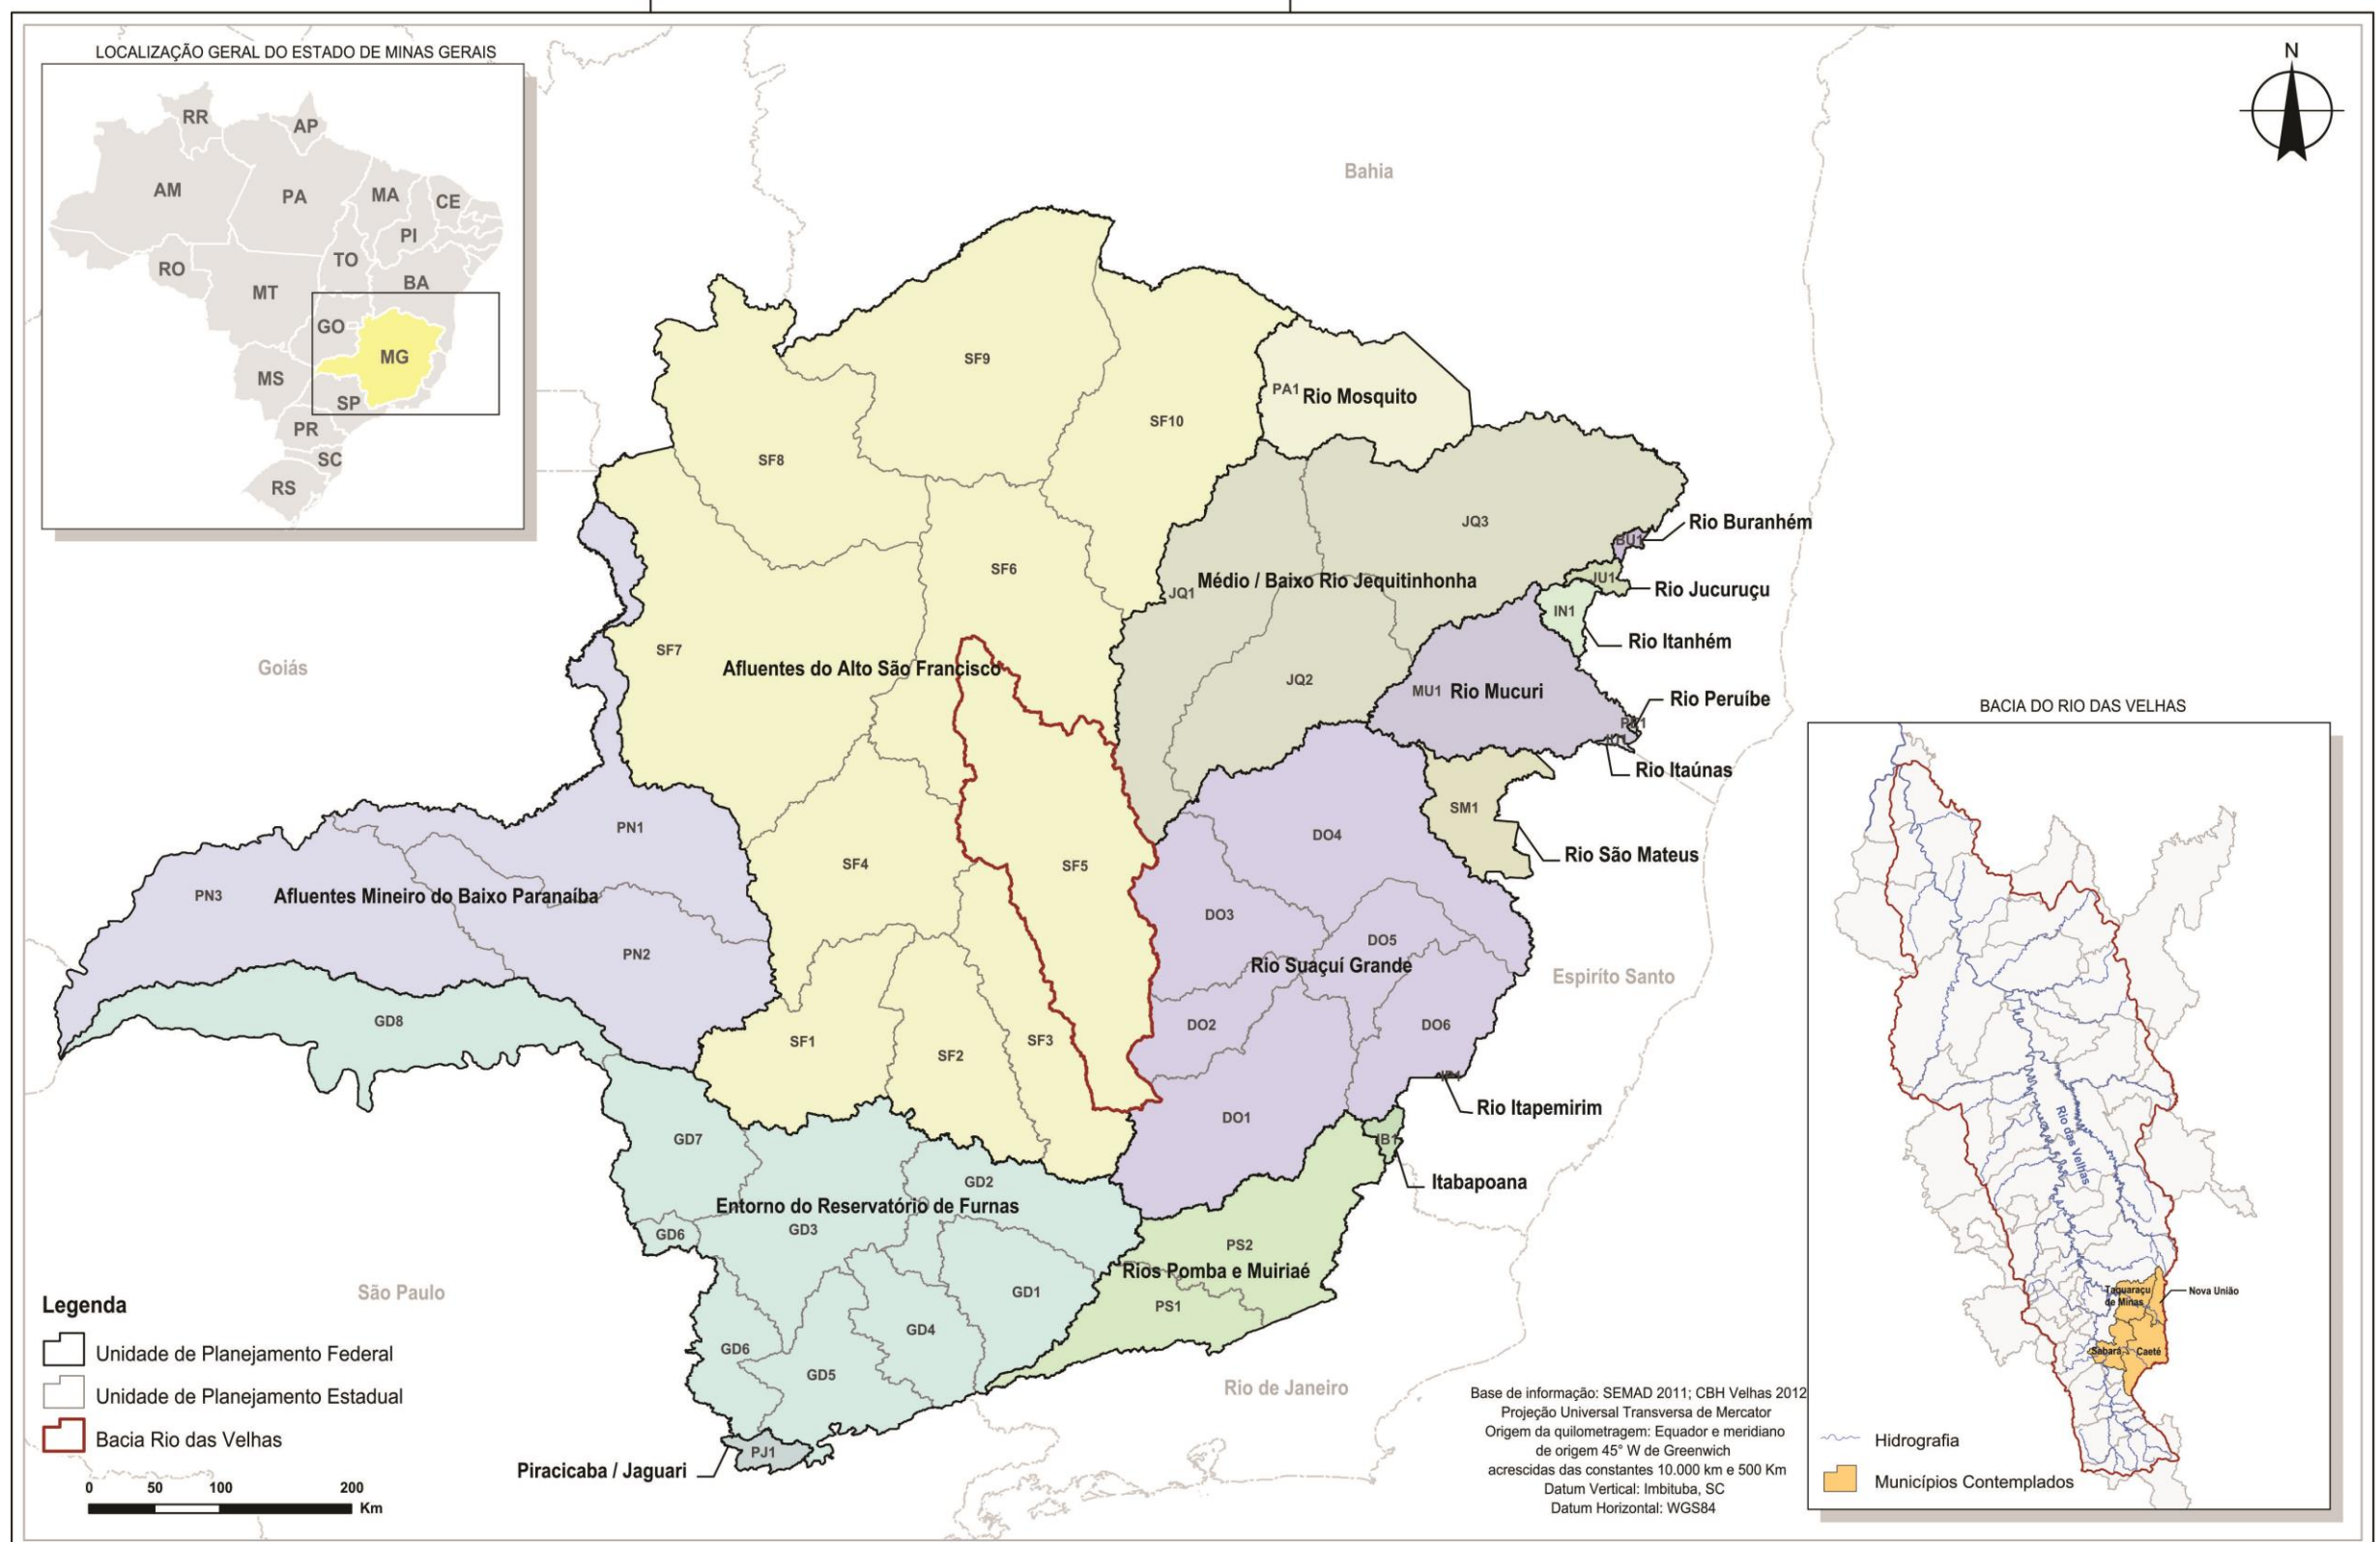 LOCALIZAÇÃO GERAL DO ESTADO DE MINAS GERAIS
RR
AP
AM
PA
MA
CE
PI
TO
RO
BA
MT
GO
MG
MS
SP
PR
SC
RS
N
Bahia
SF9
PA1 Rio Mosquito
SF10
SF8
JQ3
Rio Buranhém
BU1
SF6
Médio / Baixo Rio Jequitinhonha
JU1
Rio Jucuruçu
JQ1
IN1
Rio Itanhém
Goiás
SF7
Afluentes do Alto São Francisco
JQ2
MU1 Rio Mucuri
Rio Peruíbe
Rio Itaúnas
SM1
PN1
DO4
Rio São Mateus
SF4
SF5
PN3
Afluentes Mineiro do Baixo Paranaíba
DO3
DO5
PN2
Rio Suaçuí Grande
Espiríto Santo
GD8
SF1
SF2
SF3
DO2
DO6
Rio Itapemirim
DO1
GD7
IB1
Itabapoana
GD2
Entorno do Reservatório de Furnas
GD6
GD3
PS2
Rios Pomba e Muiriaé
GD1
PS1
São Paulo
GD4
GD6
GD5
Rio de Janeiro
PJ1
Piracicaba / Jaguari
Legenda
Unidade de Planejamento Federal
Unidade de Planejamento Estadual
Bacia Rio das Velhas
0 50 100 200
Km
Base de informação: SEMAD 2011; CBH Velhas 2012
Projeção Universal Transversa de Mercator
Origem da quilometragem: Equador e meridiano
de origem 45° W de Greenwich
acrescidas das constantes 10.000 km e 500 Km
Datum Vertical: Imbituba, SC
Datum Horizontal: WGS84
BACIA DO RIO DAS VELHAS
Rio das Velhas
Taquaraçu
de Minas
Nova União
Sabará
Caeté
Hidrografia
Municípios Contemplados